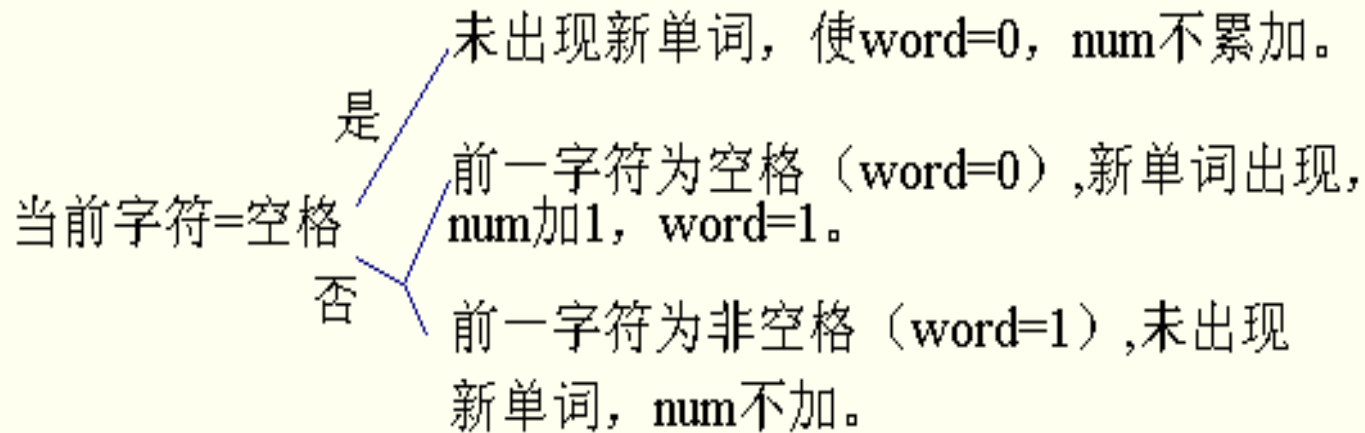 未出现新单词，使word=0，num不累加。
是
前一字符为空格（word=0）,新单词出现，
num加1，word=1。
当前字符=空格
否
前一字符为非空格（word=1）,未出现
新单词，num不加。